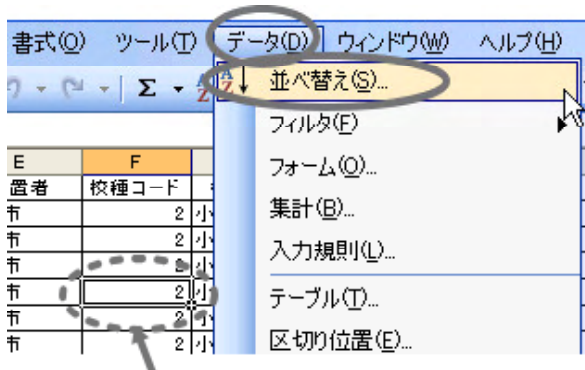 書式(O) ツール(T) データ(D) ウィンドウ(W) ヘルプ(H)
Σ
並べ替え(S)...
フィルタ(F)
フォーム(O)...
集計(B)...
入力規則(L)...
テーブル(T)...
区切り位置(E)...
E F
置者 校種コード
市 2 小
市 2 小
市 2 小
市 2 小
市 2 小
市 2 小